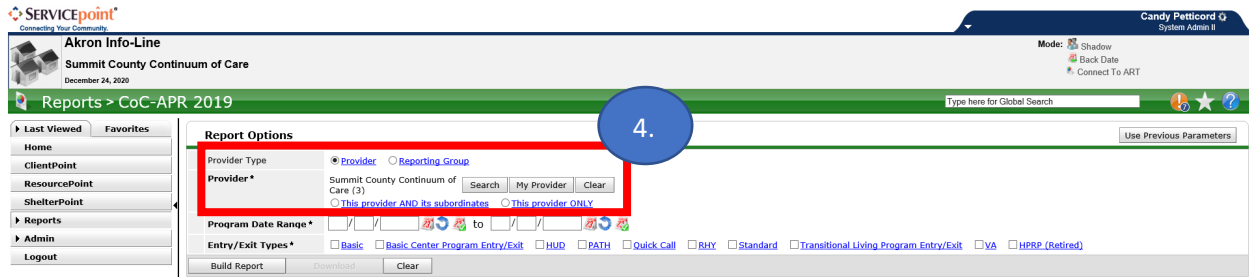 SERVICEpoint®
Connecting Your Community.
Candy Petticord
System Admin II
Akron Info-Line
Summit County Continuum of Care
December 24, 2020
Mode: Shadow
Back Date
Connect To ART
Reports > CoC-APR 2019
Type here for Global Search
Last Viewed Favorites
Home
ClientPoint
ResourcePoint
ShelterPoint
Reports
Admin
Logout
4.
Report Options
Use Previous Parameters
Provider Type Provider Reporting Group
Provider* Summit County Continuum of Care (3) Search My Provider Clear
This provider AND its subordinates This provider ONLY
Program Date Range* / / to / /
Entry/Exit Types* Basic Basic Center Program Entry/Exit HUD PATH Quick Call RHY Standard Transitional Living Program Entry/Exit VA HPRP (Retired)
Build Report Download Clear